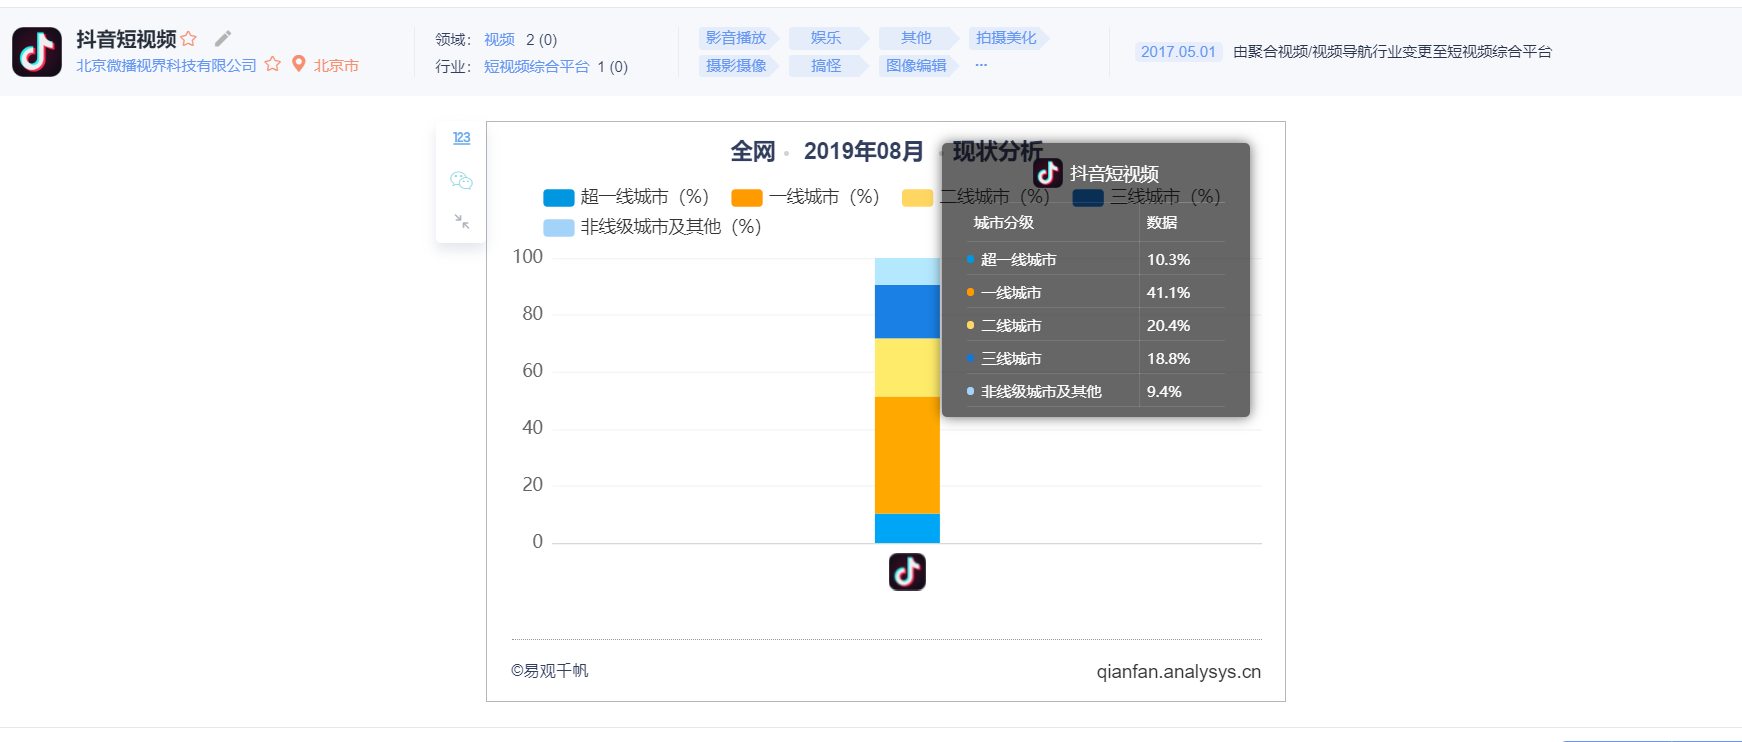 抖音短视频
北京微播视界科技有限公司 北京市
领域： 视频 2 (0)
行业： 短视频综合平台 1 (0)
影音播放 娱乐 其他 拍摄美化
摄影摄像 搞怪 图像编辑 ...
2017.05.01 由聚合视频/视频导航行业变更至短视频综合平台
123
全网 • 2019年08月 • 现状分析
超一线城市（%） 一线城市（%） 二线城市（%） 三线城市（%）
非线级城市及其他（%）
100
80
60
40
20
0
抖音短视频
城市分级 数据
超一线城市 10.3%
一线城市 41.1%
二线城市 20.4%
三线城市 18.8%
非线级城市及其他 9.4%
©易观千帆 qianfan.analysys.cn